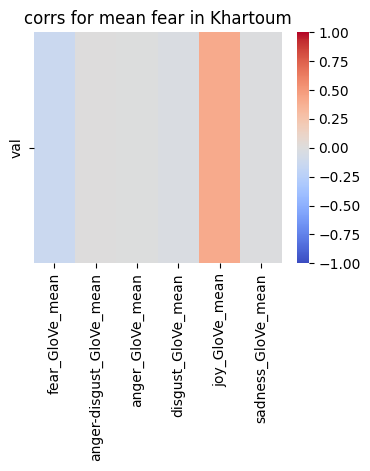 corrs for mean fear in Khartoum
val
fear_GloVe_mean
anger-disgust_GloVe_mean
anger_GloVe_mean
disgust_GloVe_mean
joy_GloVe_mean
sadness_GloVe_mean
1.00
0.75
0.50
0.25
0.00
−0.25
−0.50
−0.75
−1.00